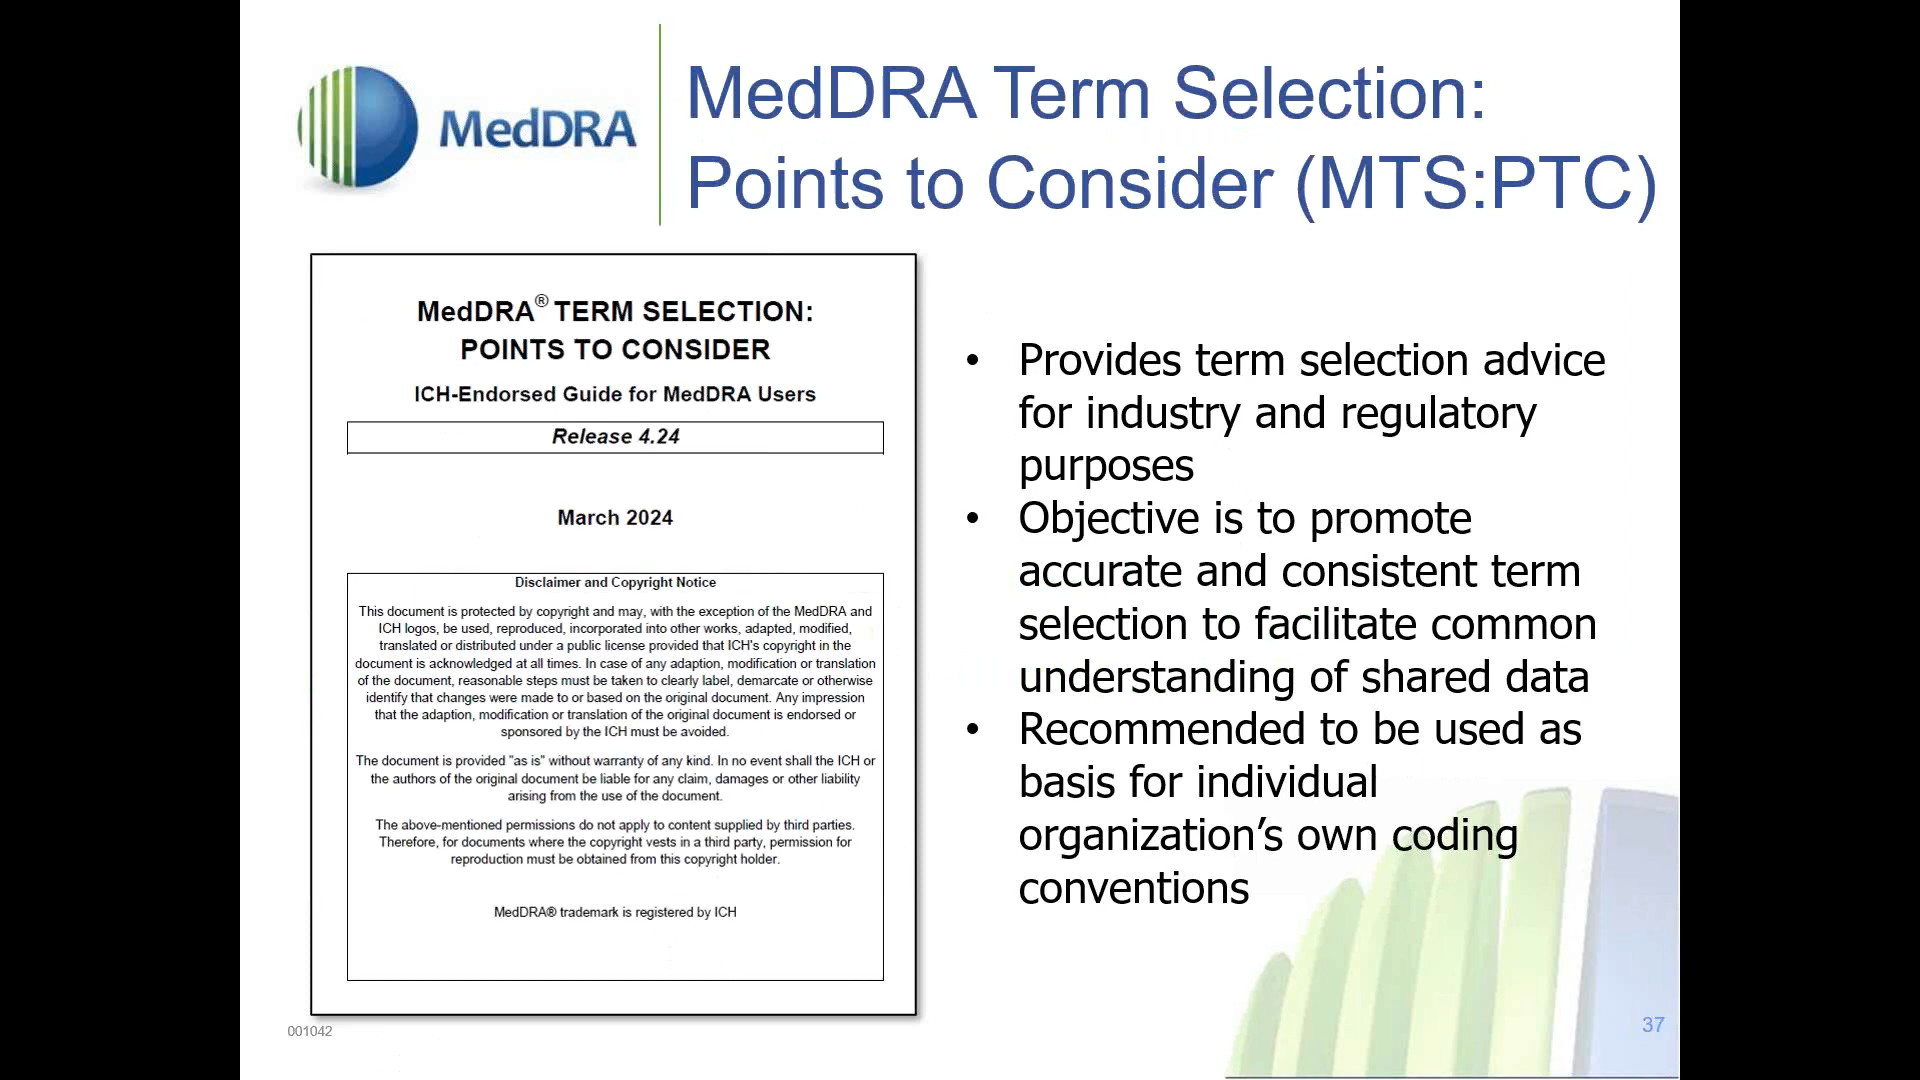 MedDRA
MedDRA Term Selection:
Points to Consider (MTS:PTC)
MedDRA® TERM SELECTION:
POINTS TO CONSIDER
ICH-Endorsed Guide for MedDRA Users
Release 4.24
March 2024
Disclaimer and Copyright Notice
This document is protected by copyright and may, with the exception of the MedDRA and
ICH logos, be used, reproduced, incorporated into other works, adapted, modified,
translated or distributed under a public license provided that ICH's copyright in the
document is acknowledged at all times. In case of any adaption, modification or translation
of the document, reasonable steps must be taken to clearly label, demarcate or otherwise
identify that changes were made to or based on the original document. Any impression
that the adaption, modification or translation of the original document is endorsed or
sponsored by the ICH must be avoided.
The document is provided "as is" without warranty of any kind. In no event shall the ICH or
the authors of the original document be liable for any claim, damages or other liability
arising from the use of the document.
The above-mentioned permissions do not apply to content supplied by third parties.
Therefore, for documents where the copyright vests in a third party, permission for
reproduction must be obtained from this copyright holder.
MedDRA® trademark is registered by ICH
• Provides term selection advice
for industry and regulatory
purposes
• Objective is to promote
accurate and consistent term
selection to facilitate common
understanding of shared data
• Recommended to be used as
basis for individual
organization’s own coding
conventions
001042
37